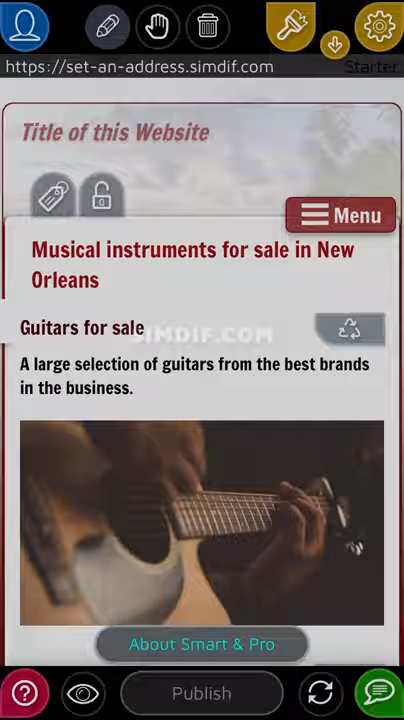 https://set-an-address.simdif.com
Starter
Title of this Website
Menu
Musical instruments for sale in New
Orleans
Guitars for sale
SIMDIF.COM
A large selection of guitars from the best brands
in the business.
About Smart & Pro
Publish